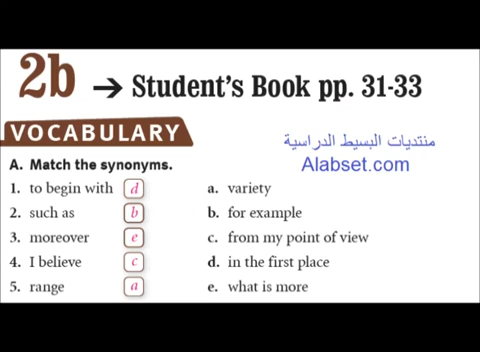 2b → Student's Book pp. 31-33
VOCABULARY
منتديات البسيط الدراسية
Alabset.com
A. Match the synonyms.
1. to begin with d
2. such as b
3. moreover e
4. I believe c
5. range a
a. variety
b. for example
c. from my point of view
d. in the first place
e. what is more